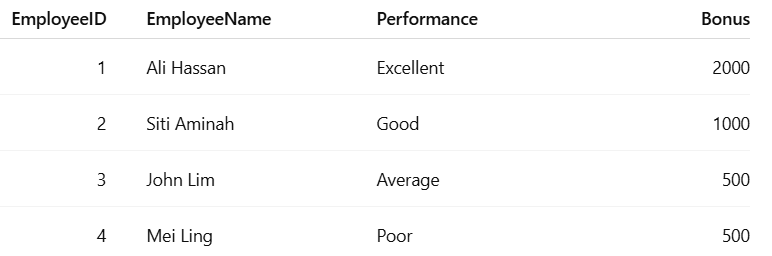 EmployeeID EmployeeName Performance Bonus
1 Ali Hassan Excellent 2000
2 Siti Aminah Good 1000
3 John Lim Average 500
4 Mei Ling Poor 500